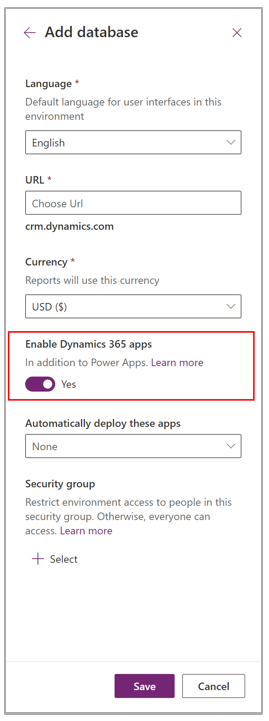 Add database
Language *
Default language for user interfaces in this
environment
English
URL *
Choose Url
crm.dynamics.com
Currency *
Reports will use this currency
USD ($)
Enable Dynamics 365 apps
In addition to Power Apps. Learn more
Yes
Automatically deploy these apps
None
Security group
Restrict environment access to people in this
security group. Otherwise, everyone can
access. Learn more
Select
Save Cancel